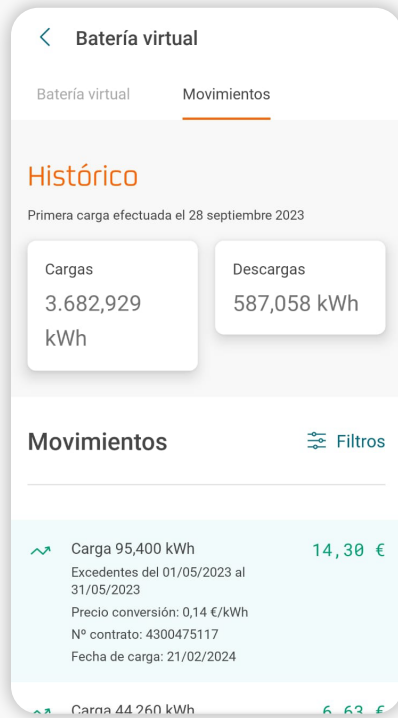 Batería virtual
Batería virtual Movimientos
Histórico
Primera carga efectuada el 28 septiembre 2023
Cargas
3.682,929
kWh
Descargas
587,058 kWh
Movimientos
Filtros
Carga 95,400 kWh 14,30 €
Excedentes del 01/05/2023 al
31/05/2023
Precio conversión: 0,14 €/kWh
Nº contrato: 4300475117
Fecha de carga: 21/02/2024
Carga 44,260 kWh 6,63 €